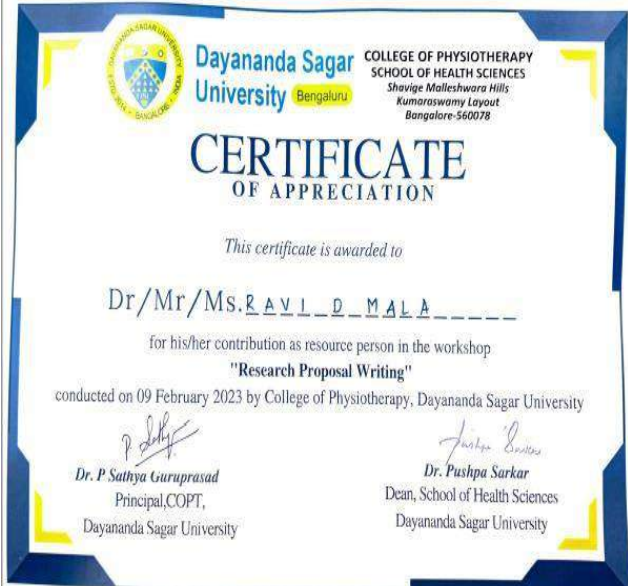 Dayananda Sagar
University Bengaluru
COLLEGE OF PHYSIOTHERAPY
SCHOOL OF HEALTH SCIENCES
Shavige Malleshwara Hills
Kumaraswamy Layout
Bangalore-560078
CERTIFICATE
OF APPRECIATION
This certificate is awarded to
Dr/Mr/Ms. RAVI D MALA
for his/her contribution as resource person in the workshop
"Research Proposal Writing"
conducted on 09 February 2023 by College of Physiotherapy, Dayananda Sagar University
Dr. P Sathya Guruprasad
Principal,COPT,
Dayananda Sagar University
Dr. Pushpa Sarkar
Dean, School of Health Sciences
Dayananda Sagar University